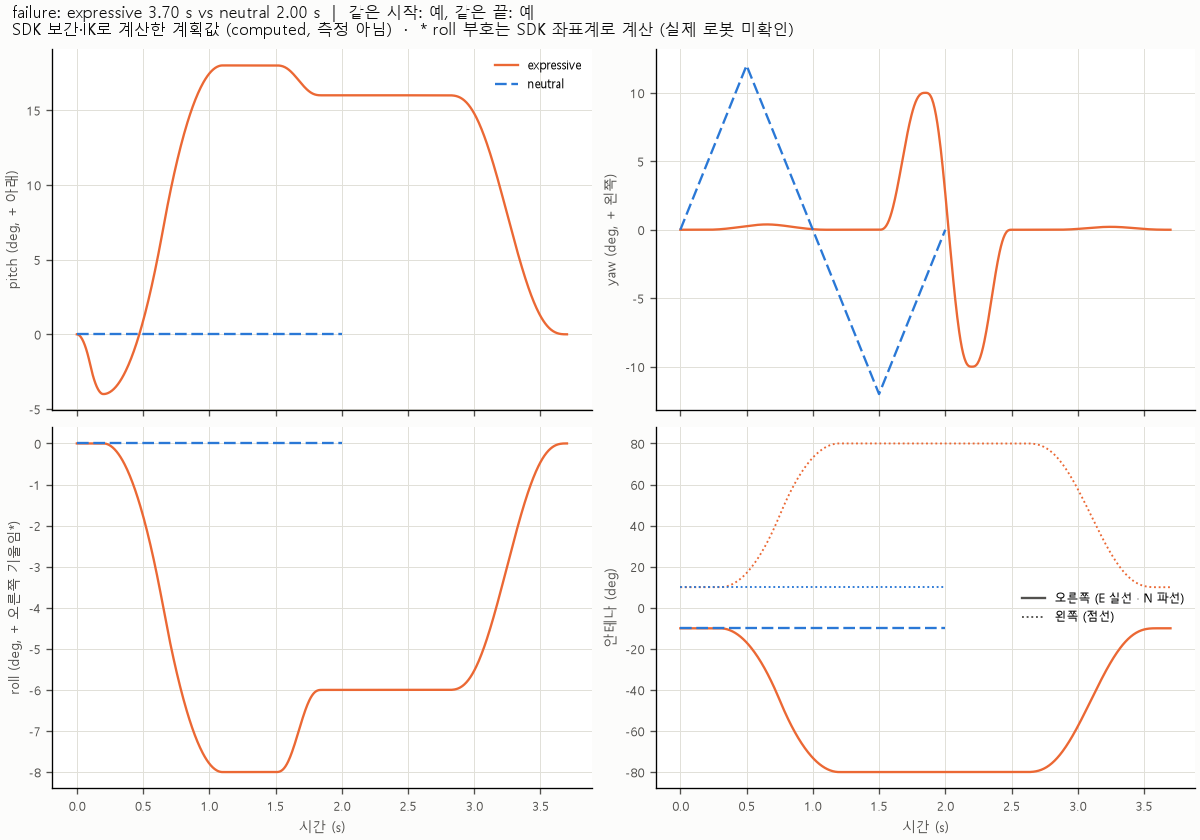 failure: expressive 3.70 s vs neutral 2.00 s | 같은 시작: 예, 같은 끝: 예
SDK 보간·IK로 계산한 계획값 (computed, 측정 아님) · * roll 부호는 SDK 좌표계로 계산 (실제 로봇 미확인)
expressive
neutral
pitch (deg, + 아래)
15
10
5
0
-5
yaw (deg, + 왼쪽)
10
5
0
-5
-10
roll (deg, + 오른쪽 기울임*)
0
-1
-2
-3
-4
-5
-6
-7
-8
0.0 0.5 1.0 1.5 2.0 2.5 3.0 3.5
시간 (s)
안테나 (deg)
80
60
40
20
0
-20
-40
-60
-80
오른쪽 (E 실선 · N 파선)
왼쪽 (점선)
0.0 0.5 1.0 1.5 2.0 2.5 3.0 3.5
시간 (s)